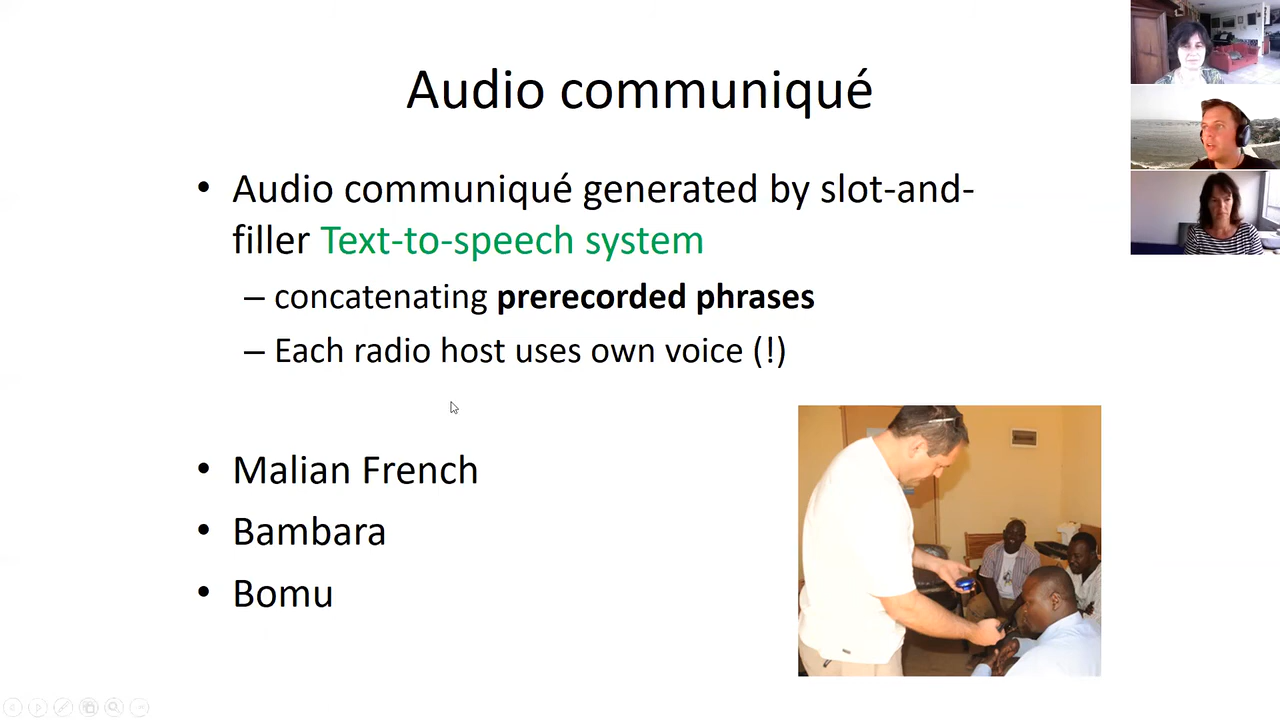 Audio communiqué
• Audio communiqué generated by slot-and-
filler Text-to-speech system
– concatenating prerecorded phrases
– Each radio host uses own voice (!)
• Malian French
• Bambara
• Bomu